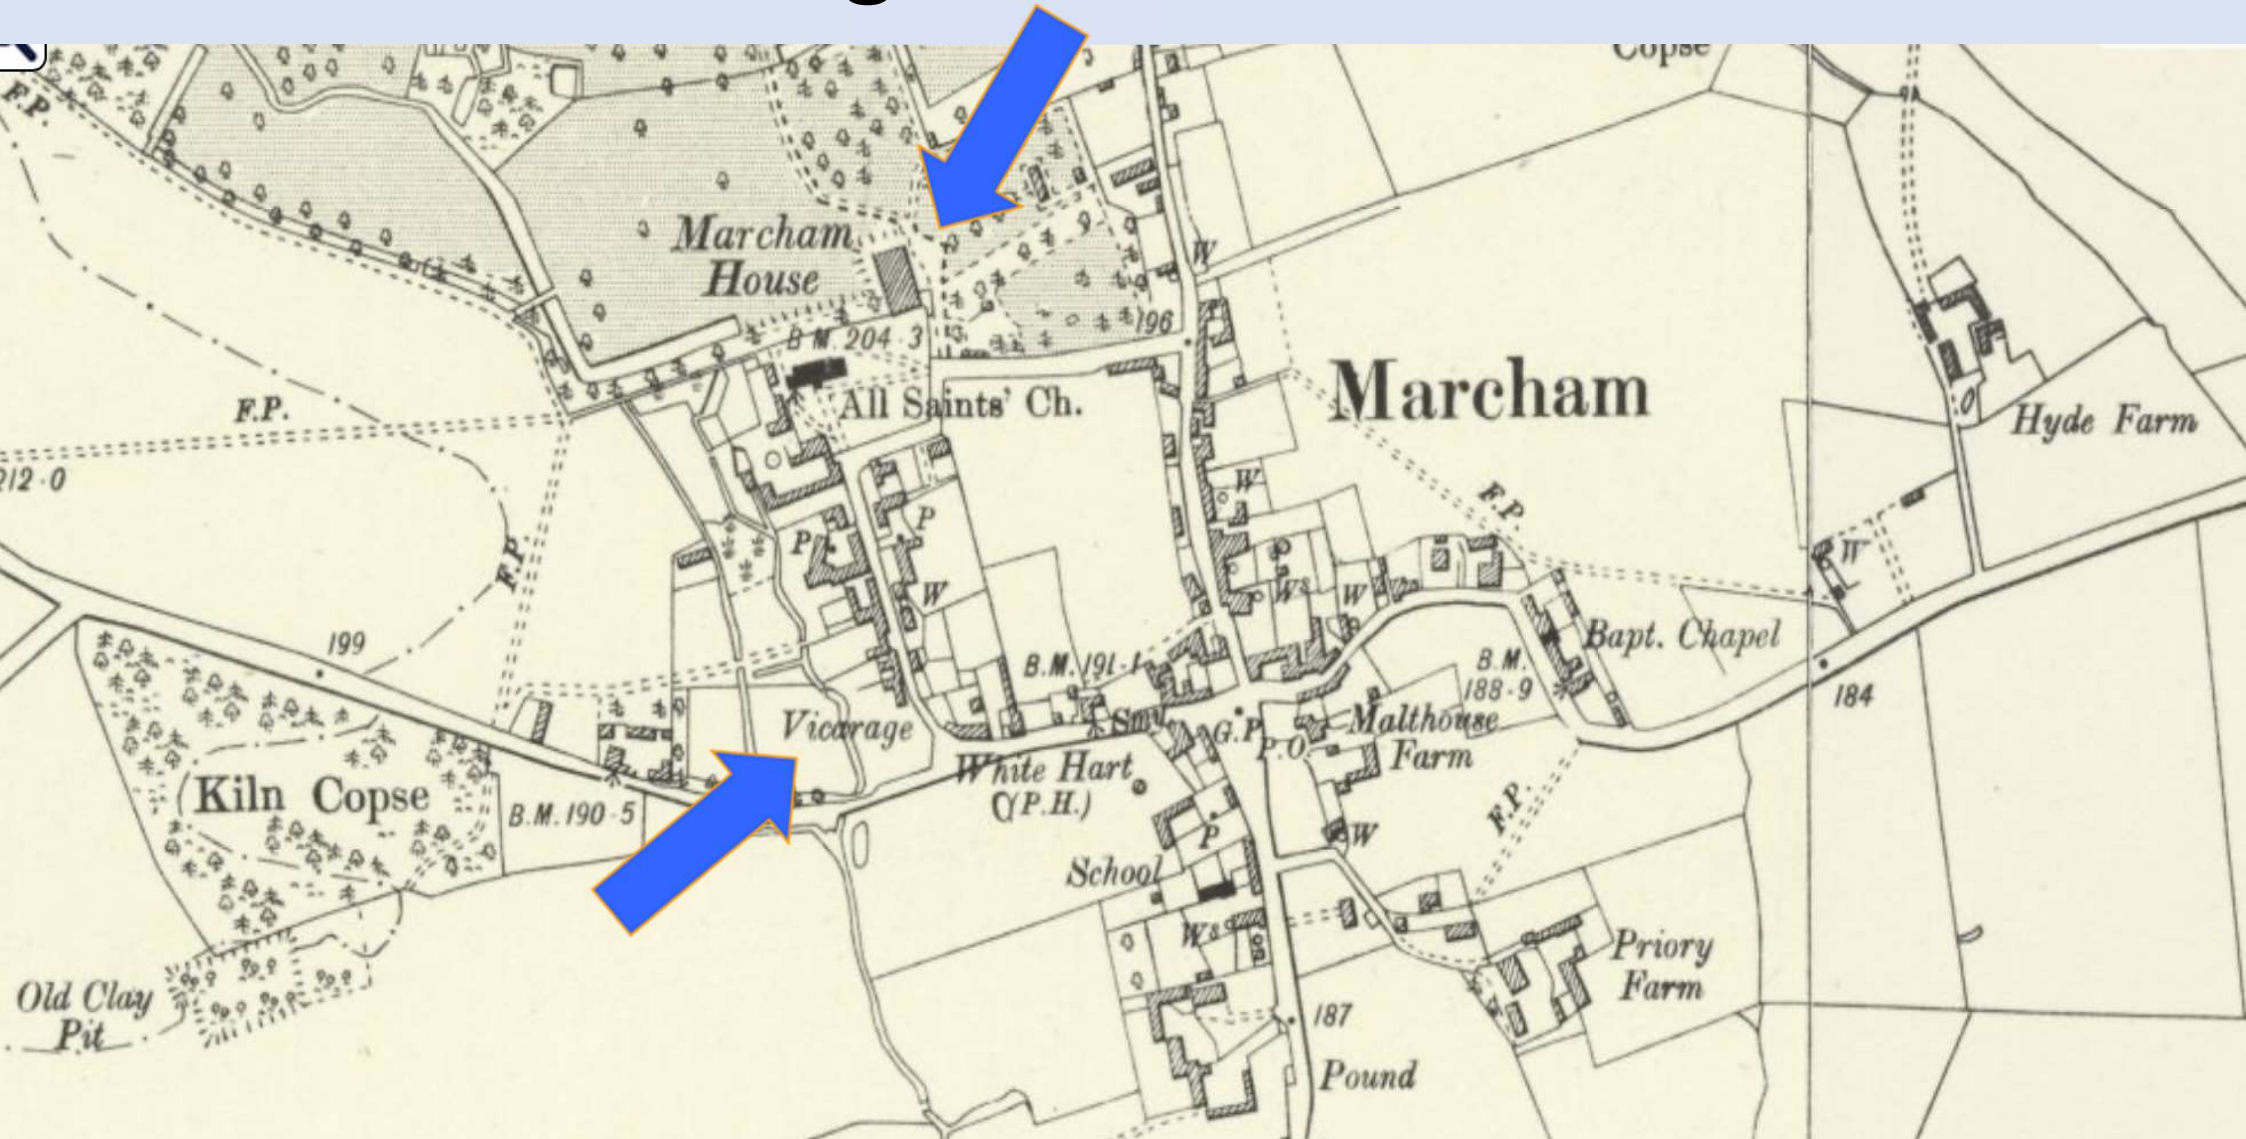 g
Copse
F.P.
Marcham
House
W
B.M. 204·3
196
All Saints' Ch.
Marcham
F.P.
Hyde Farm
212·0
W
F.P.
P
P
F.P.
W
W
Ws
W
199
B.M. 191·1
Bapt. Chapel
B.M.
188·9
184
Vicarage
Smy.
G.P.
P.O.
Malthouse
Farm
White Hart
(P.H.)
Kiln Copse
B.M. 190·5
F.P.
P
W
School
Ws
Priory
Farm
Old Clay
Pit
187
Pound